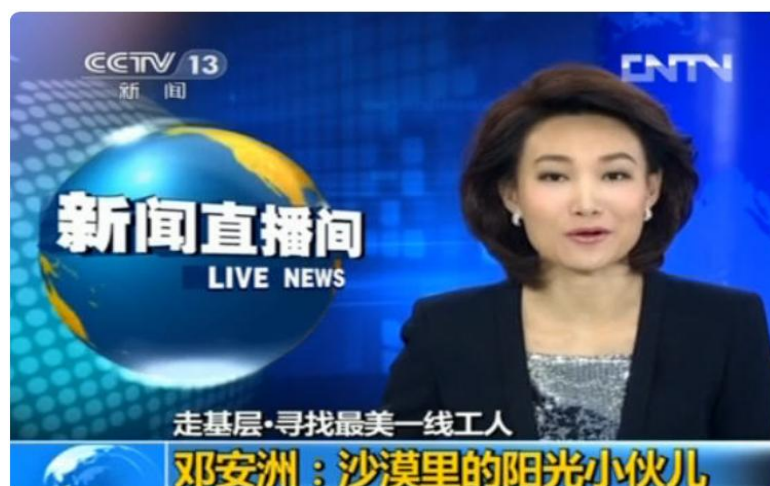 CCTV 13
新闻
CNTV
新闻直播间
LIVE NEWS
走基层·寻找最美一线工人
邓安洲：沙漠里的阳光小伙儿